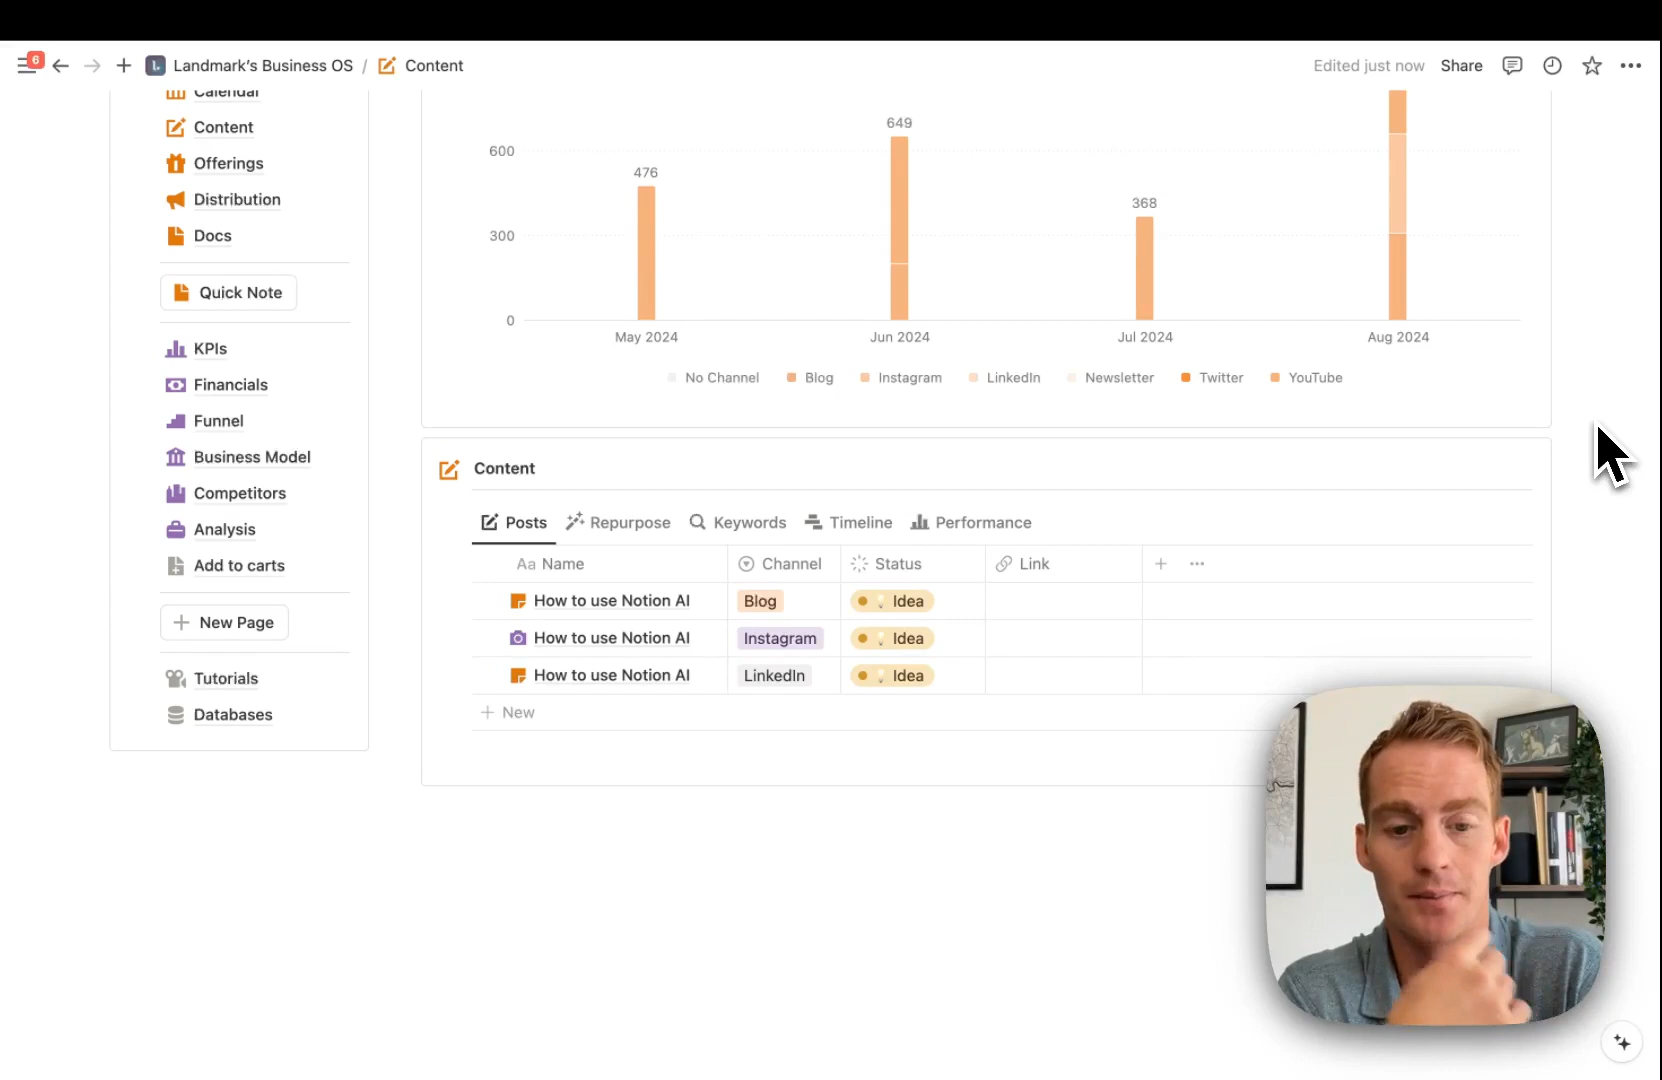 6
Landmark's Business OS / Content
Edited just now
Share
Calendar
Content
Offerings
Distribution
Docs
Quick Note
KPIs
Financials
Funnel
Business Model
Competitors
Analysis
Add to carts
New Page
Tutorials
Databases
649
600
476
368
300
0
May 2024
Jun 2024
Jul 2024
Aug 2024
No Channel
Blog
Instagram
LinkedIn
Newsletter
Twitter
YouTube
Content
Posts
Repurpose
Keywords
Timeline
Performance
Aa Name
Channel
Status
Link
How to use Notion AI
Blog
Idea
How to use Notion AI
Instagram
Idea
How to use Notion AI
LinkedIn
Idea
New